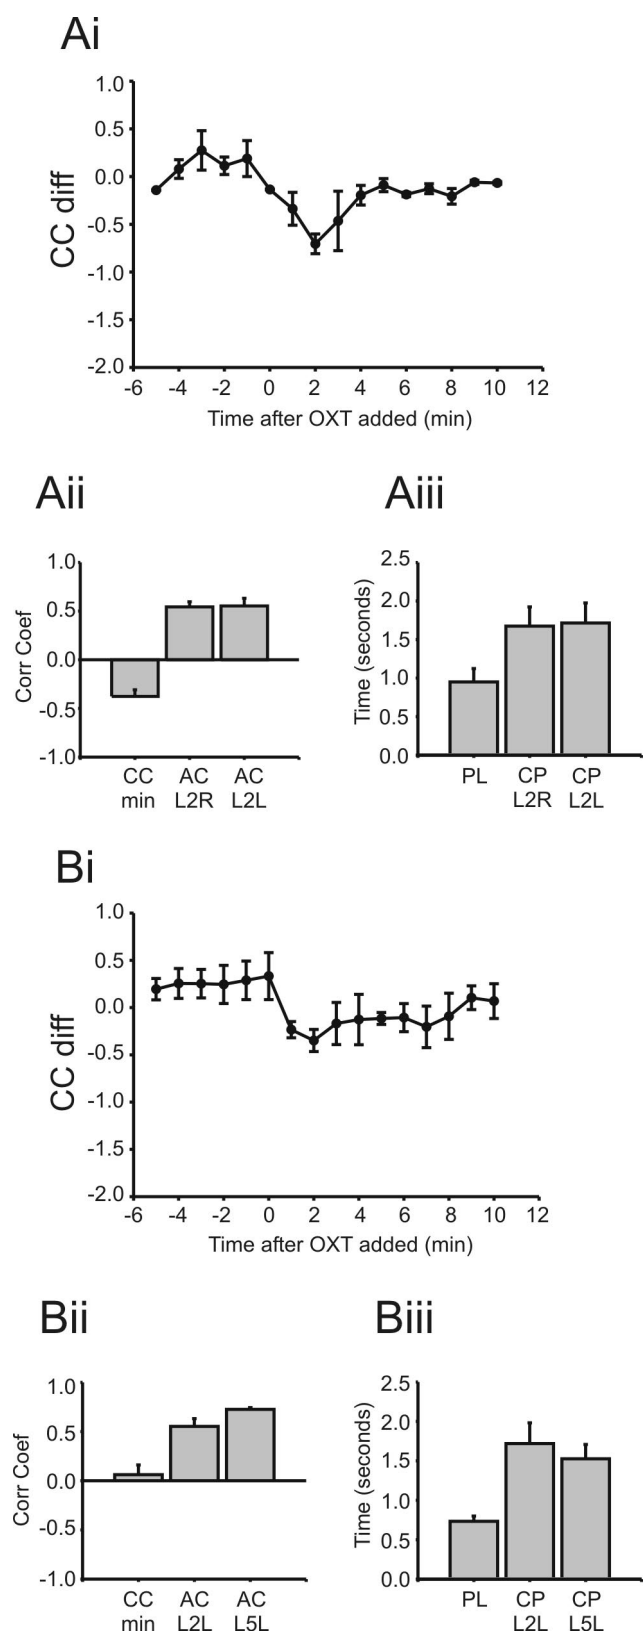 Ai
1.0
0.5
0.0
-0.5
-1.0
-1.5
-2.0
CC diff
-6 -4 -2 0 2 4 6 8 10 12
Time after OXT added (min)
Aii
1.0
0.5
0.0
-0.5
-1.0
Corr Coef
CC AC AC
min L2R L2L
Aiii
2.5
2.0
1.5
1.0
0.5
0.0
Time (seconds)
PL CP CP
L2R L2L
Bi
1.0
0.5
0.0
-0.5
-1.0
-1.5
-2.0
CC diff
-6 -4 -2 0 2 4 6 8 10 12
Time after OXT added (min)
Bii
1.0
0.5
0.0
-0.5
-1.0
Corr Coef
CC AC AC
min L2L L5L
Biii
2.5
2.0
1.5
1.0
0.5
0.0
Time (seconds)
PL CP CP
L2L L5L